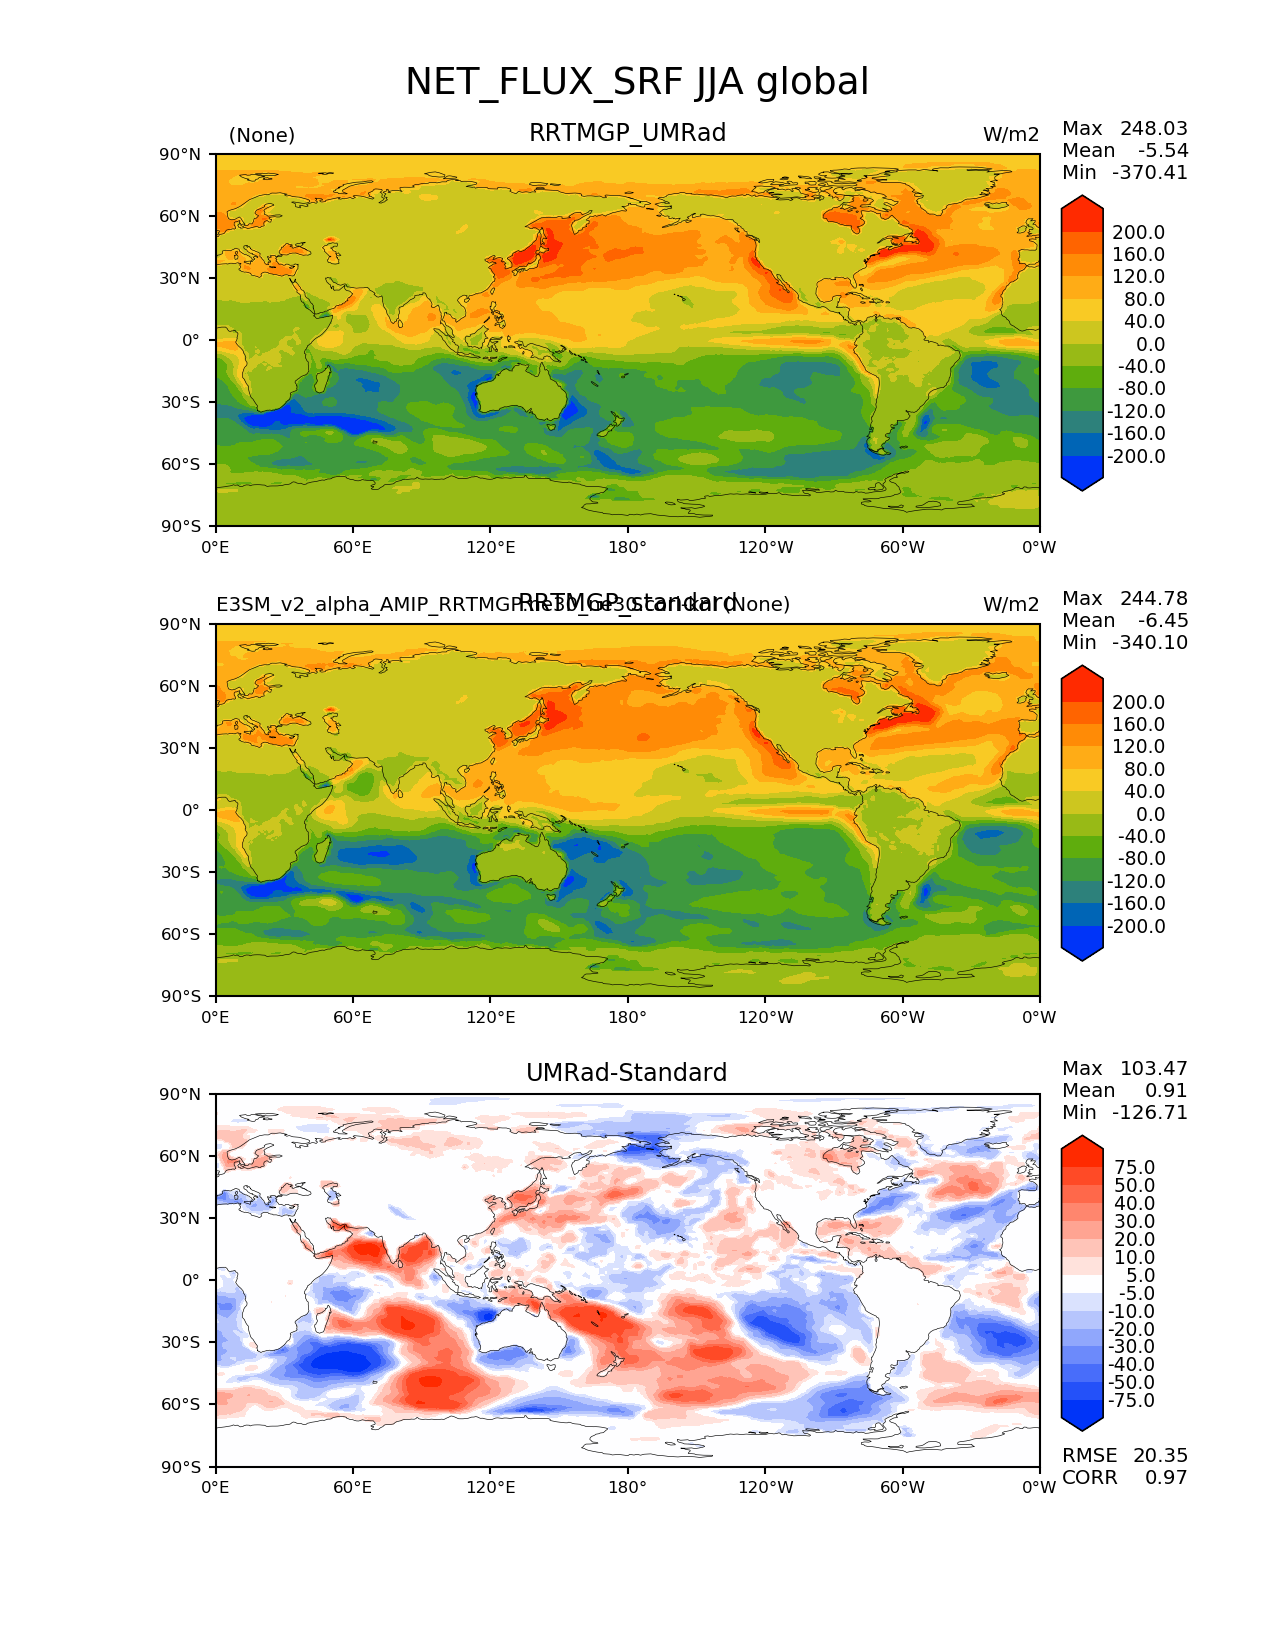 NET_FLUX_SRF JJA global
(None)
RRTMGP_UMRad
W/m2
Max 248.03
Mean -5.54
Min -370.41
90°N
60°N
30°N
0°
30°S
60°S
90°S
0°E 60°E 120°E 180° 120°W 60°W 0°W
200.0
160.0
120.0
80.0
40.0
0.0
-40.0
-80.0
-120.0
-160.0
-200.0
E3SM_v2_alpha_AMIP_RRTMGP (None)
RRTMGP_standard
W/m2
Max 244.78
Mean -6.45
Min -340.10
90°N
60°N
30°N
0°
30°S
60°S
90°S
0°E 60°E 120°E 180° 120°W 60°W 0°W
200.0
160.0
120.0
80.0
40.0
0.0
-40.0
-80.0
-120.0
-160.0
-200.0
UMRad-Standard
Max 103.47
Mean 0.91
Min -126.71
90°N
60°N
30°N
0°
30°S
60°S
90°S
0°E 60°E 120°E 180° 120°W 60°W 0°W
75.0
50.0
40.0
30.0
20.0
10.0
5.0
-5.0
-10.0
-20.0
-30.0
-40.0
-50.0
-75.0
RMSE 20.35
CORR 0.97